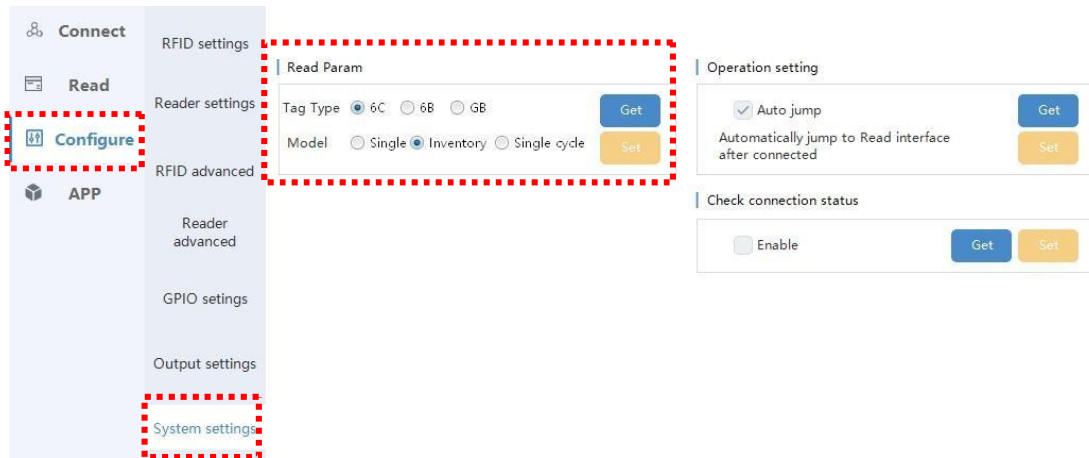 Connect
Read
Configure
APP
RFID settings
Reader settings
RFID advanced
Reader
advanced
GPIO setings
Output settings
System settings
Read Param
Tag Type 6C 6B GB Get
Model Single Inventory Single cycle Set
Operation setting
Auto jump Get
Automatically jump to Read interface
after connected
Set
Check connection status
Enable Get Set